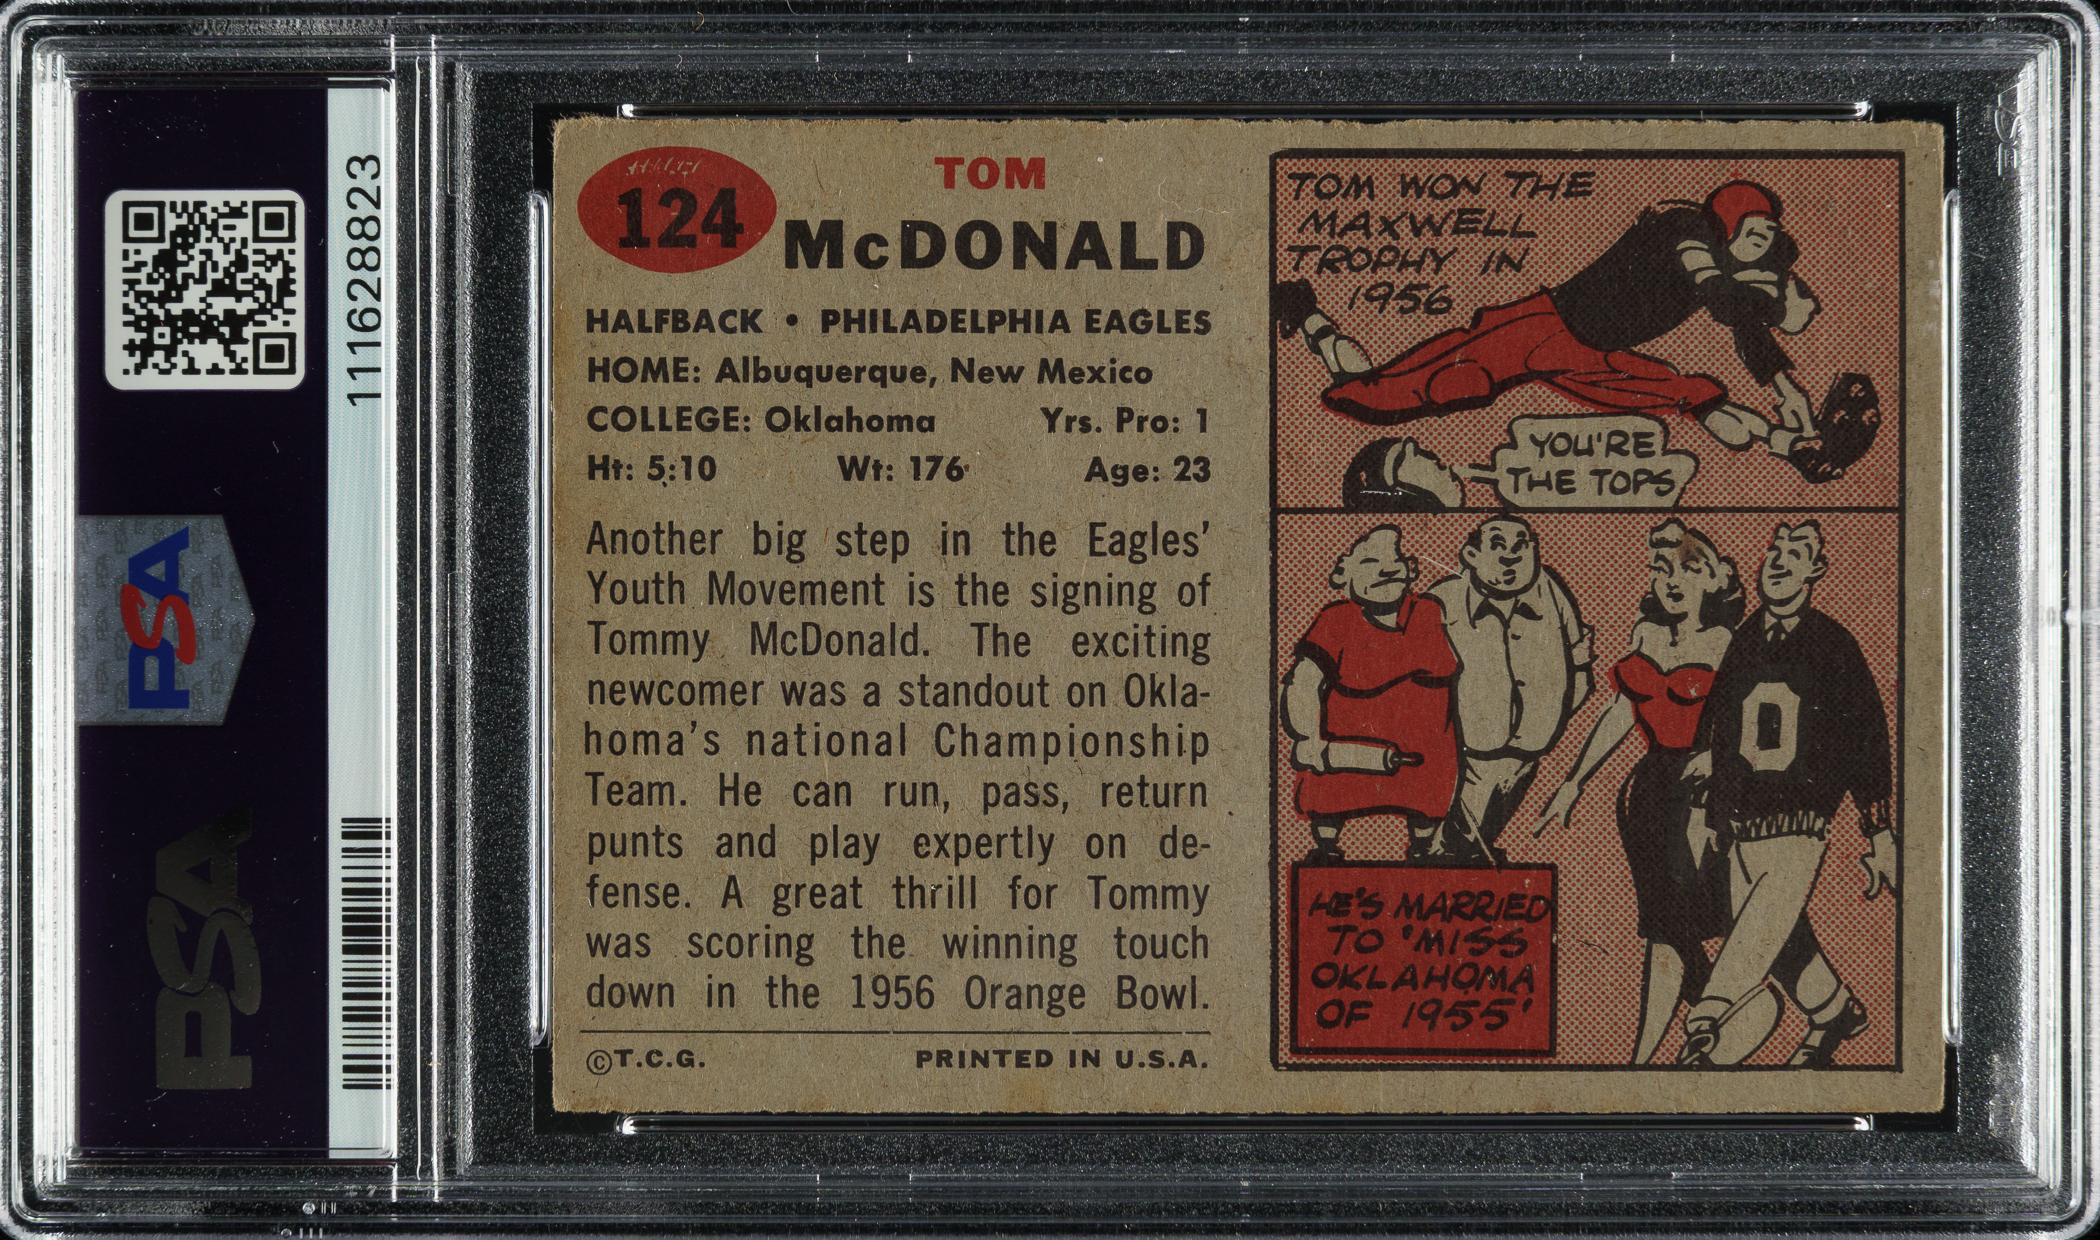 111628823
PSA
PSA
124
TOM
McDONALD
HALFBACK • PHILADELPHIA EAGLES
HOME: Albuquerque, New Mexico
COLLEGE: Oklahoma Yrs. Pro: 1
Ht: 5:10 Wt: 176 Age: 23
Another big step in the Eagles'
Youth Movement is the signing of
Tommy McDonald. The exciting
newcomer was a standout on Okla-
homa's national Championship
Team. He can run, pass, return
punts and play expertly on de-
fense. A great thrill for Tommy
was scoring the winning touch
down in the 1956 Orange Bowl.
©T.C.G. PRINTED IN U.S.A.
TOM WON THE
MAXWELL
TROPHY IN
1956
YOU'RE
THE TOPS
O
HE'S MARRIED
TO 'MISS
OKLAHOMA
OF 1955'